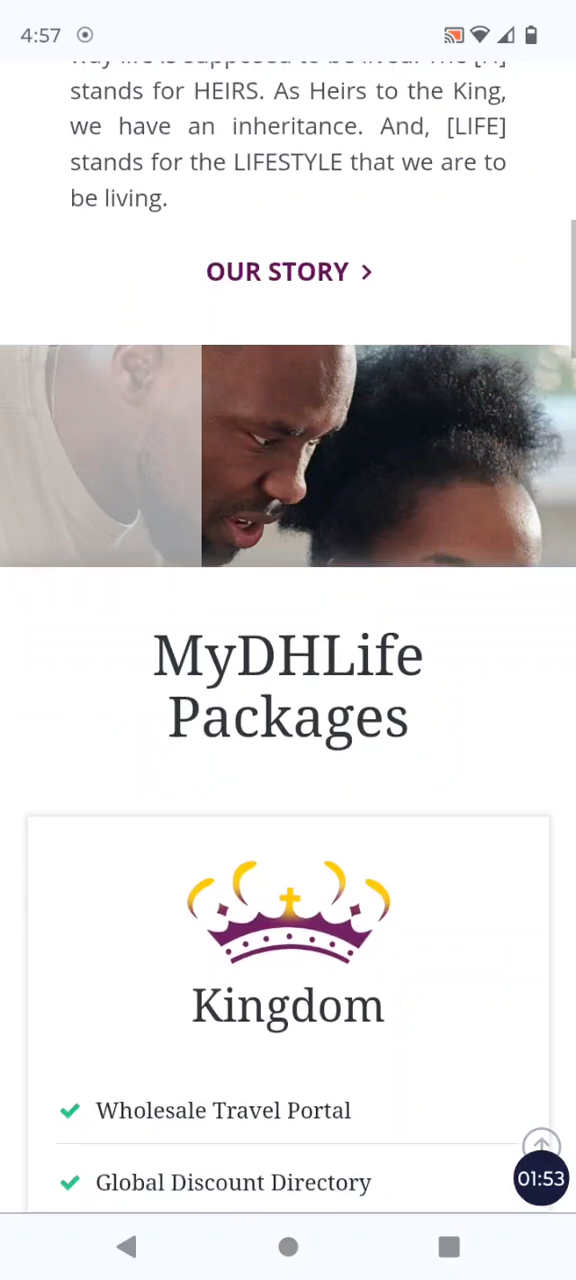 4:57
stands for HEIRS. As Heirs to the King,
we have an inheritance. And, [LIFE]
stands for the LIFESTYLE that we are to
be living.
OUR STORY
MyDHLife
Packages
Kingdom
Wholesale Travel Portal
Global Discount Directory
01:53